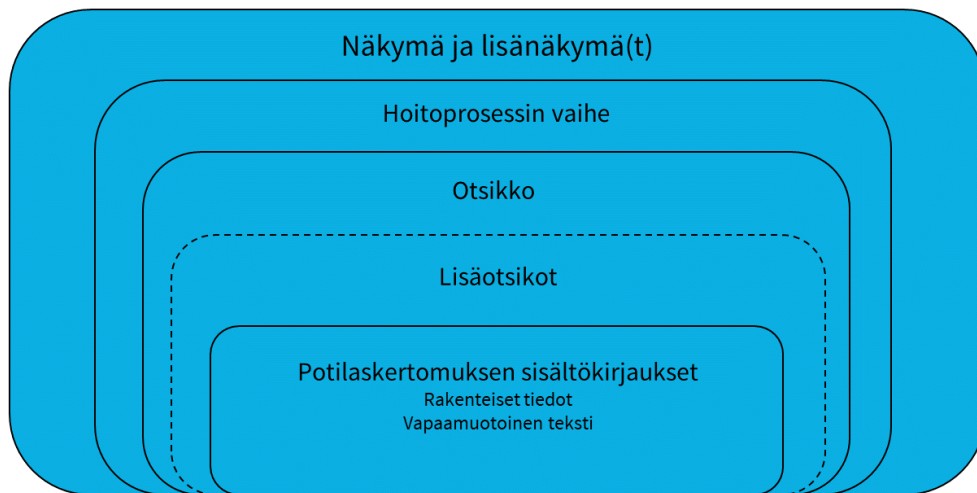 Näkymä ja lisänäkymä(t)
Hoitoprosessin vaihe
Otsikko
Lisäotsikot
Potilaskertomuksen sisältökirjaukset
Rakenteiset tiedot
Vapaamuotoinen teksti